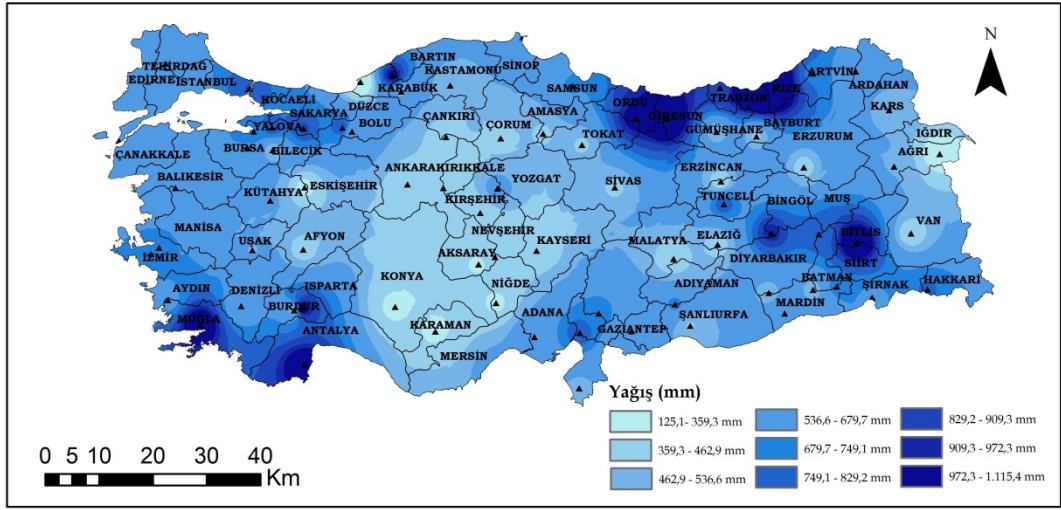 N
BARTIN
SİNOP
KASTAMONU
TEKİRDAĞ
EDİRNE
İSTANBUL
KARABÜK
SAMSUN
ARTVİN
RİZE
ARDAHAN
TRABZON
KOCAELİ
DÜZCE
ORDU
GİRESUN
KARS
SAKARYA
AMASYA
YALOVA
BOLU
ÇANKIRI
ÇORUM
TOKAT
GÜMÜŞHANE
BAYBURT
ERZURUM
IĞDIR
BURSA
BİLECİK
ÇANAKKALE
AĞRI
ANKARA
KIRIKKALE
ERZİNCAN
BALIKESİR
ESKİŞEHİR
YOZGAT
SİVAS
KÜTAHYA
KIRŞEHİR
TUNCELİ
BİNGÖL
MUŞ
MANİSA
NEVŞEHİR
VAN
UŞAK
AFYON
KAYSERİ
MALATYA
ELAZIĞ
BİTLİS
İZMİR
AKSARAY
DİYARBAKIR
SİİRT
KONYA
BATMAN
HAKKARİ
AYDIN
DENİZLİ
ISPARTA
NİĞDE
ADIYAMAN
ŞIRNAK
MARDİN
BURDUR
ADANA
MUĞLA
ANTALYA
KARAMAN
GAZİANTEP
ŞANLIURFA
MERSİN
Yağış (mm)
125,1- 359,3 mm
536,6 - 679,7 mm
829,2 - 909,3 mm
359,3 - 462,9 mm
679,7 - 749,1 mm
909,3 - 972,3 mm
462,9 - 536,6 mm
749,1 - 829,2 mm
972,3 - 1.115,4 mm
0 5 10 20 30 40
Km